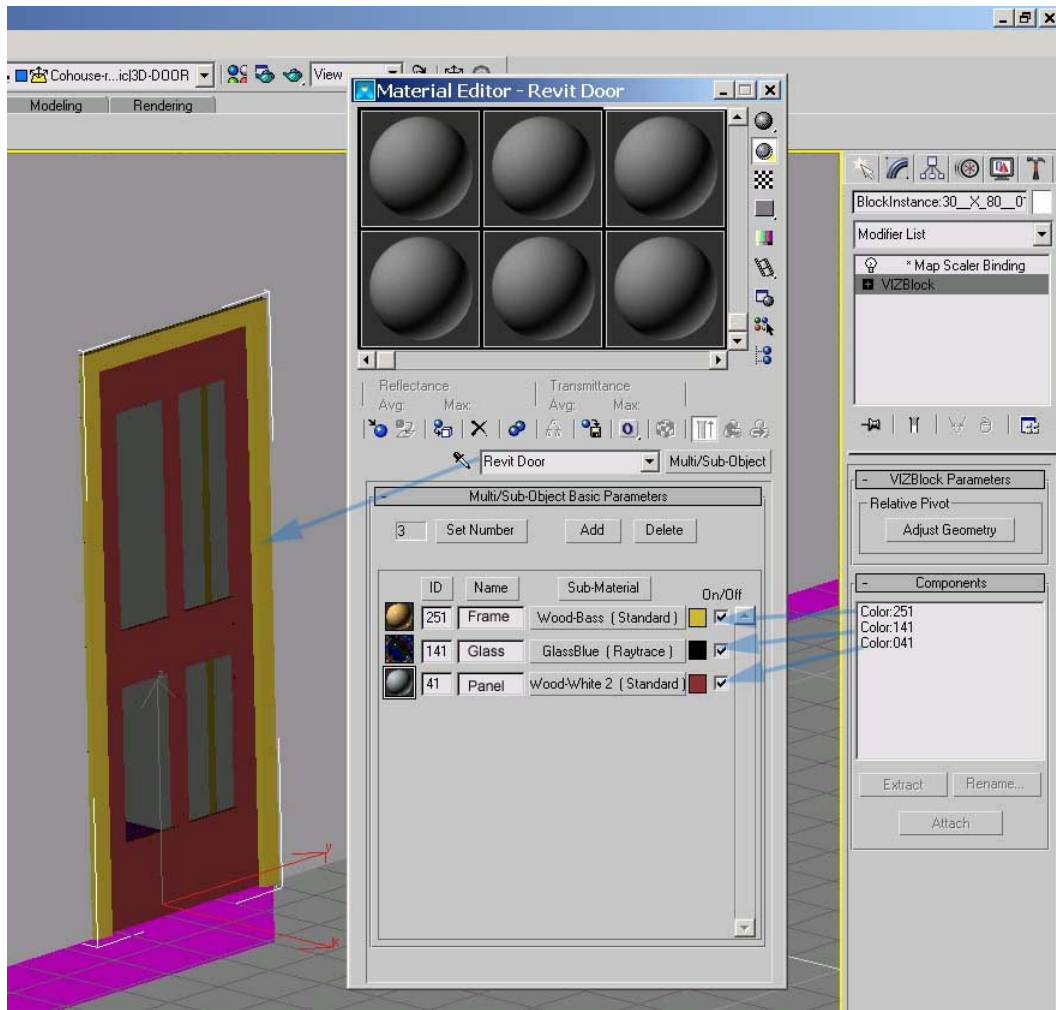 Cohouse-r...ic|3D-DOOR
View
Modeling
Rendering
Material Editor - Revit Door
Reflectance
Avg: Max:
Transmittance
Avg: Max:
Revit Door
Multi/Sub-Object
- Multi/Sub-Object Basic Parameters
3
Set Number
Add
Delete
ID
Name
Sub-Material
On/Off
251 Frame Wood-Bass ( Standard )
141 Glass GlassBlue ( Raytrace )
41 Panel Wood-White 2 ( Standard )
BlockInstance:30__X_80__0
Modifier List
* Map Scaler Binding
VIZBlock
- VIZBlock Parameters
Relative Pivot
Adjust Geometry
- Components
Color:251
Color:141
Color:041
Extract
Rename...
Attach
z
y
x